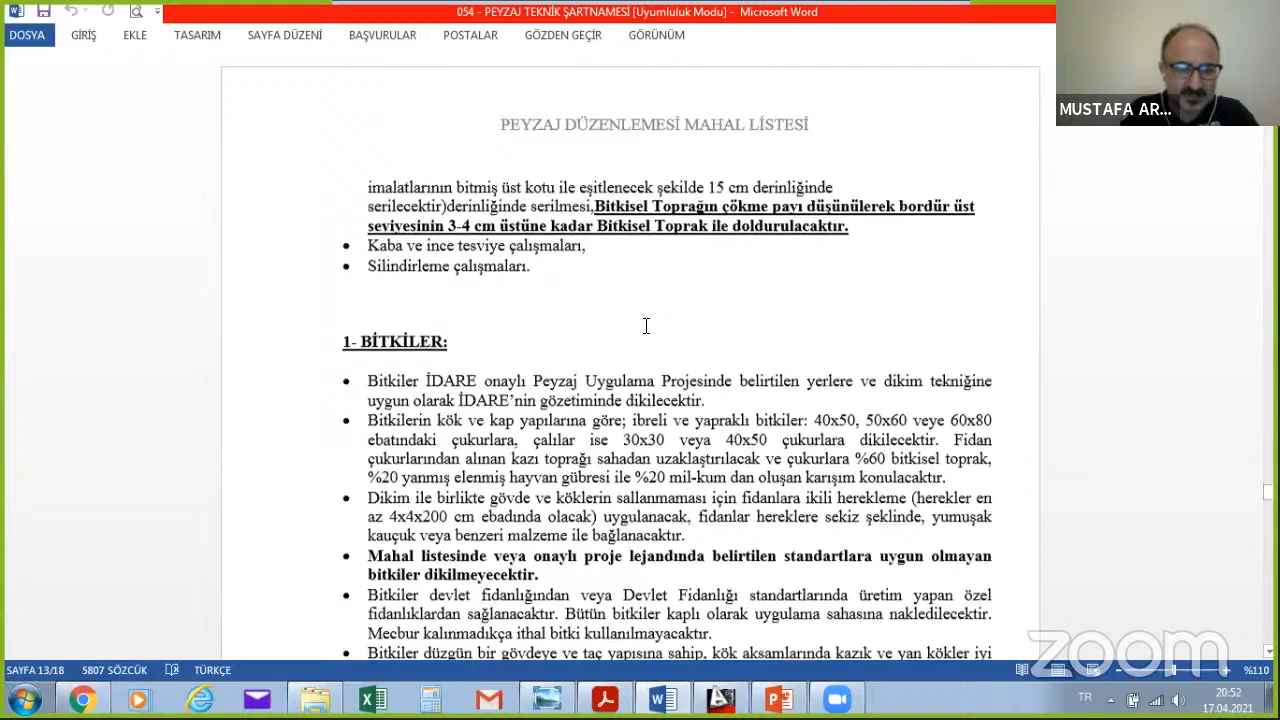 054 - PEYZAJ TEKNİK ŞARTNAMESİ [Uyumluluk Modu] - Microsoft Word
DOSYA GİRİŞ EKLE TASARIM SAYFA DÜZENİ BAŞVURULAR POSTALAR GÖZDEN GEÇİR GÖRÜNÜM
MUSTAFA AR...
PEYZAJ DÜZENLEMESİ MAHAL LİSTESİ
imalatlarının bitmiş üst kotu ile eşitlenecek şekilde 15 cm derinliğinde
serilecektir)derinliğinde serilmesi,Bitkisel Toprağın çökme payı düşünülerek bordür üst
seviyesinin 3-4 cm üstüne kadar Bitkisel Toprak ile doldurulacaktır.
• Kaba ve ince tesviye çalışmaları,
• Silindirleme çalışmaları.
1- BİTKİLER:
• Bitkiler İDARE onaylı Peyzaj Uygulama Projesinde belirtilen yerlere ve dikim tekniğine
uygun olarak İDARE'nin gözetiminde dikilecektir.
• Bitkilerin kök ve kap yapılarına göre; ibreli ve yapraklı bitkiler: 40x50, 50x60 veye 60x80
ebatındaki çukurlara, çalılar ise 30x30 veya 40x50 çukurlara dikilecektir. Fidan
çukurlarından alınan kazı toprağı sahadan uzaklaştırılacak ve çukurlara %60 bitkisel toprak,
%20 yanmış elenmiş hayvan gübresi ile %20 mil-kum dan oluşan karışım konulacaktır.
• Dikim ile birlikte gövde ve köklerin sallanmaması için fidanlara ikili herekleme (herekler en
az 4x4x200 cm ebadında olacak) uygulanacak, fidanlar hereklere sekiz şeklinde, yumuşak
kauçuk veya benzeri malzeme ile bağlanacaktır.
• Mahal listesinde veya onaylı proje lejandında belirtilen standartlara uygun olmayan
bitkiler dikilmeyecektir.
• Bitkiler devlet fidanlığından veya Devlet Fidanlığı standartlarında üretim yapan özel
fidanlıklardan sağlanacaktır. Bütün bitkiler kaplı olarak uygulama sahasına nakledilecektir.
Mecbur kalınmadıkça ithal bitki kullanılmayacaktır.
• Bitkiler düzgün bir gövdeye ve taç yapısına sahip, kök aksamlarında kazık ve yan kökler iyi
zoom
SAYFA 13/18 5807 SÖZCÜK TÜRKÇE %110
TR 20:52
17.04.2021